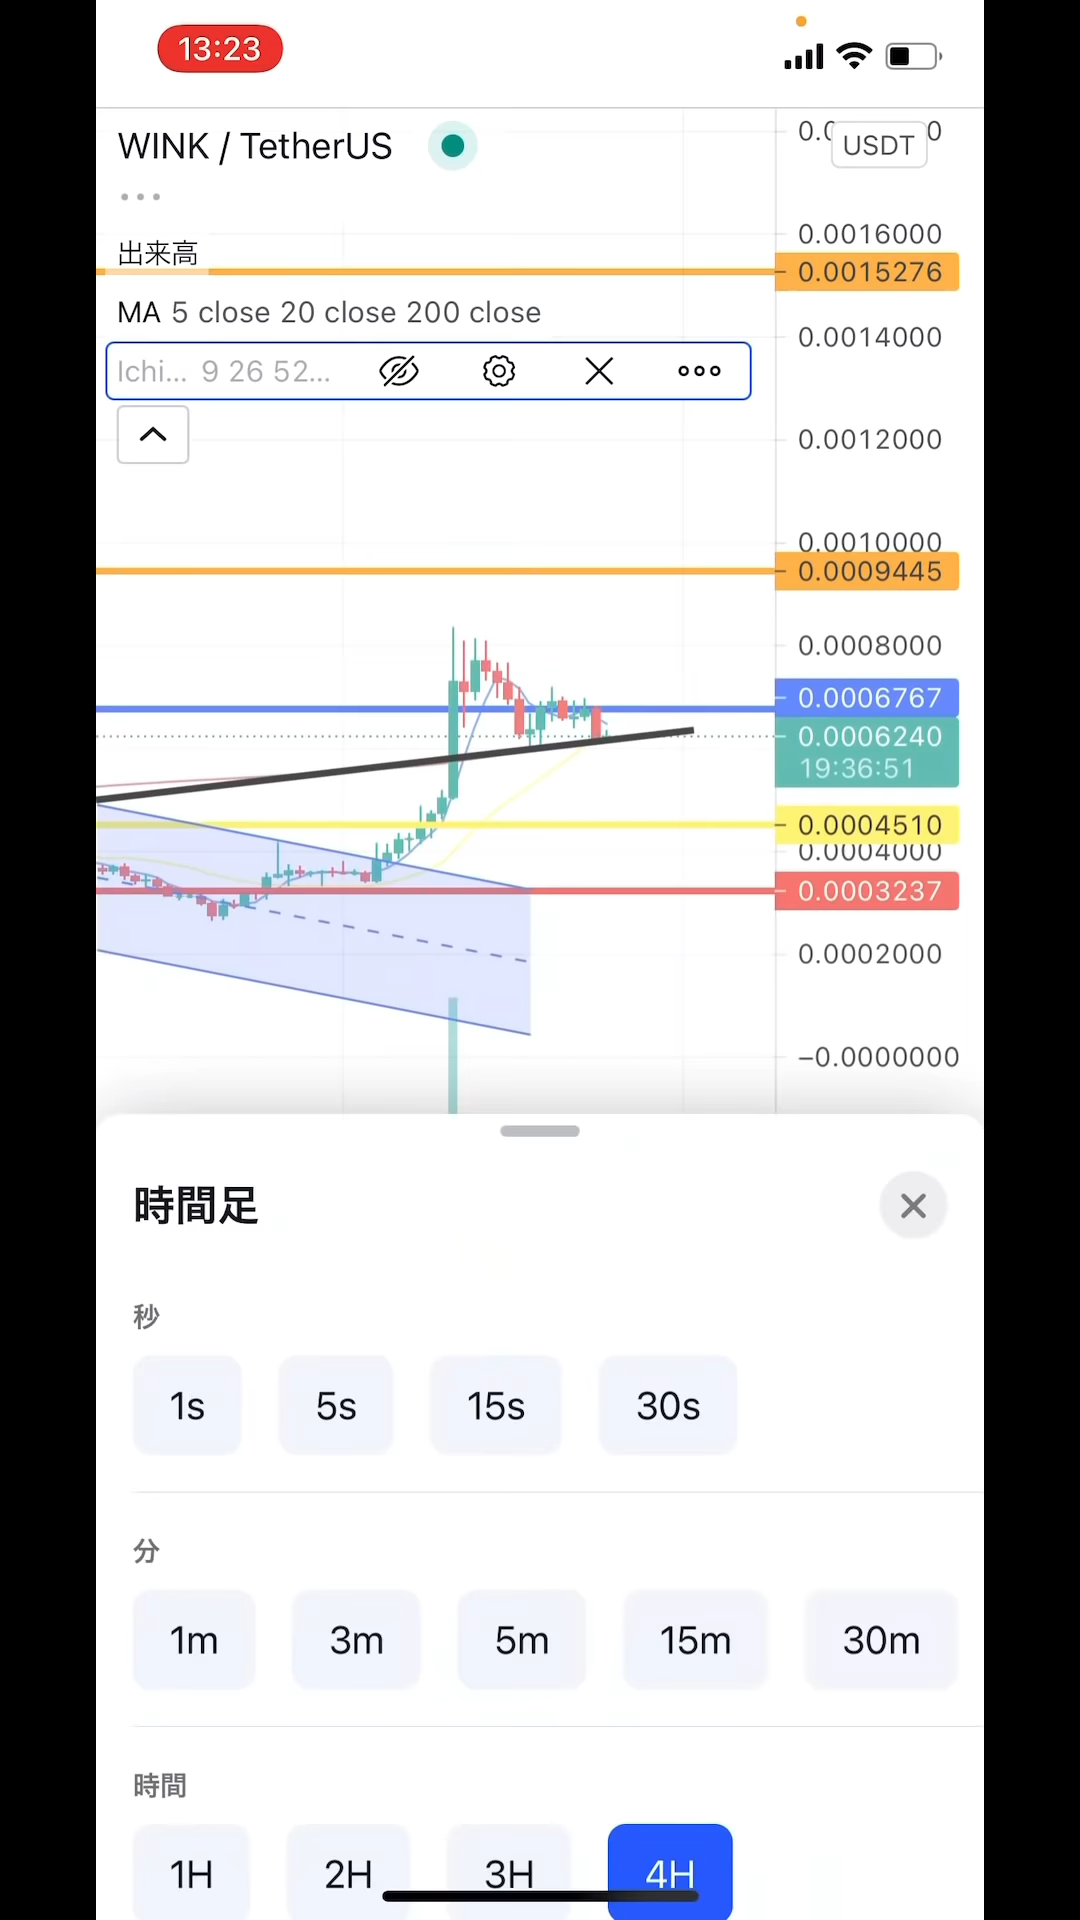 13:23
WINK / TetherUS
USDT
出来高
MA 5 close 20 close 200 close
Ichi... 9 26 52...
0.0016000
0.0015276
0.0014000
0.0012000
0.0010000
0.0009445
0.0008000
0.0006767
0.0006240
19:36:51
0.0004510
0.0004000
0.0003237
0.0002000
−0.0000000
時間足
秒
1s 5s 15s 30s
分
1m 3m 5m 15m 30m
時間
1H 2H 3H 4H